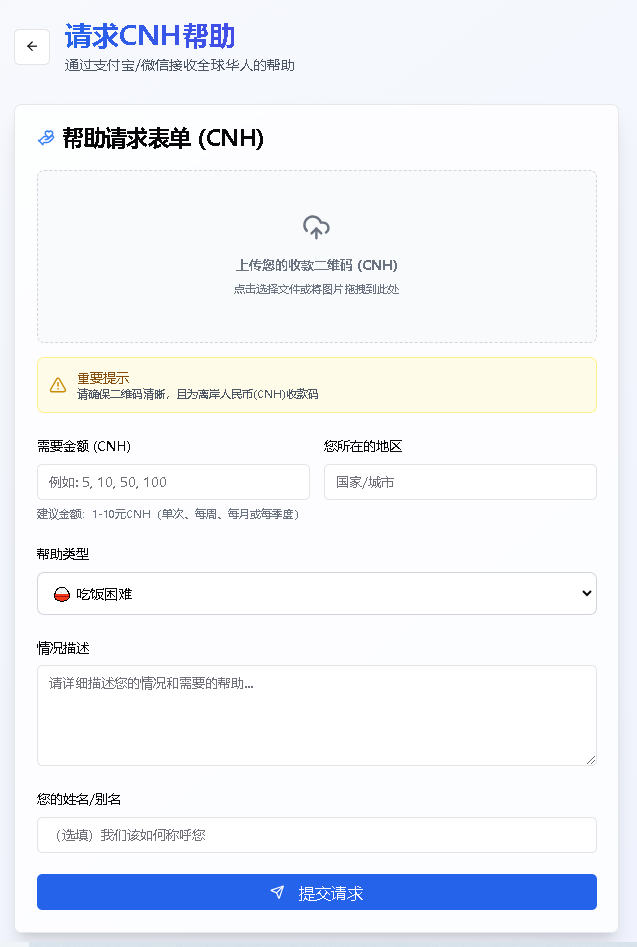 请求CNH帮助
通过支付宝/微信接收全球华人的帮助
帮助请求表单 (CNH)
上传您的收款二维码 (CNH)
点击选择文件或将图片拖拽到此处
重要提示
请确保二维码清晰，且为离岸人民币(CNH)收款码
需要金额 (CNH)
您所在的地区
例如: 5, 10, 50, 100
国家/城市
建议金额：1-10元CNH（单次、每周、每月或每季度）
帮助类型
吃饭困难
情况描述
请详细描述您的情况和需要的帮助...
您的姓名/别名
（选填）我们该如何称呼您
提交请求